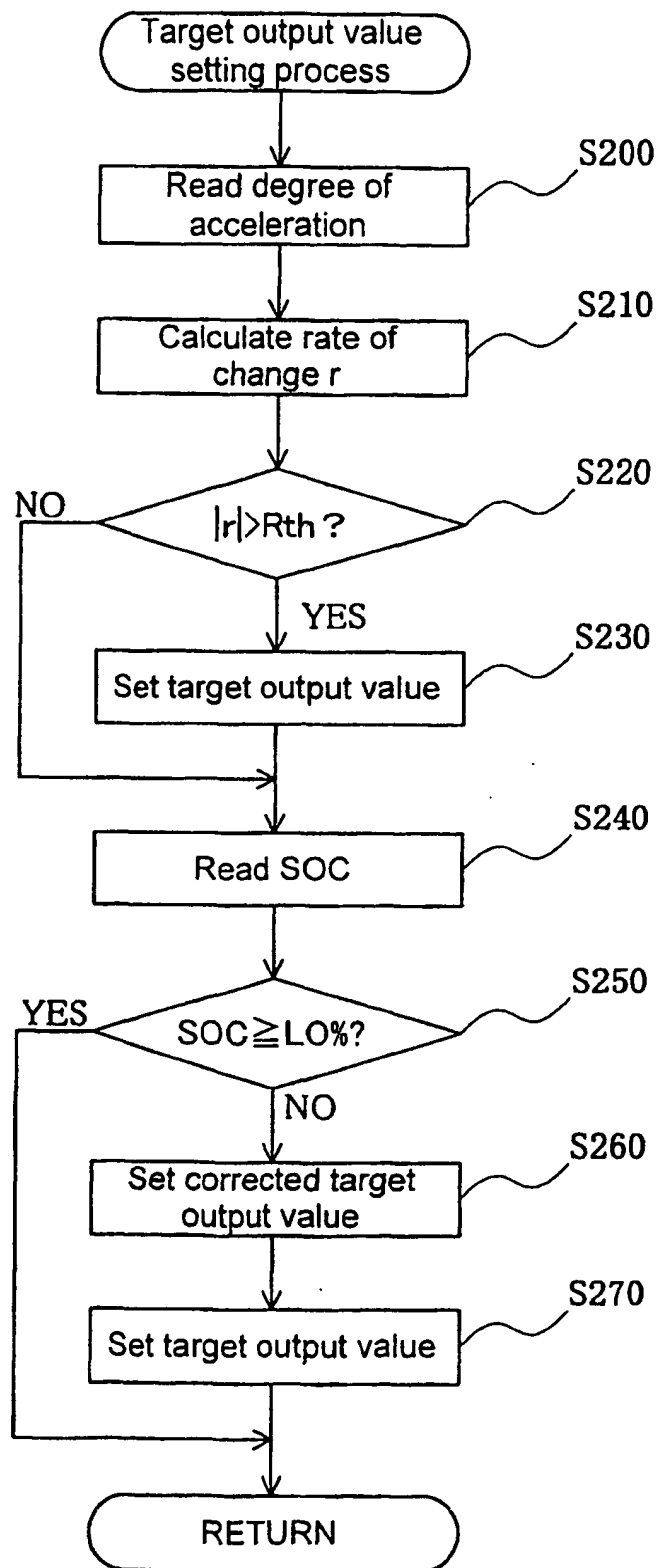 Target output value
setting process
S200
Read degree of
acceleration
S210
Calculate rate of
change r
S220
NO
|r|>Rth?
YES
S230
Set target output value
S240
Read SOC
S250
YES
SOC≧LO%?
NO
S260
Set corrected target
output value
S270
Set target output value
RETURN